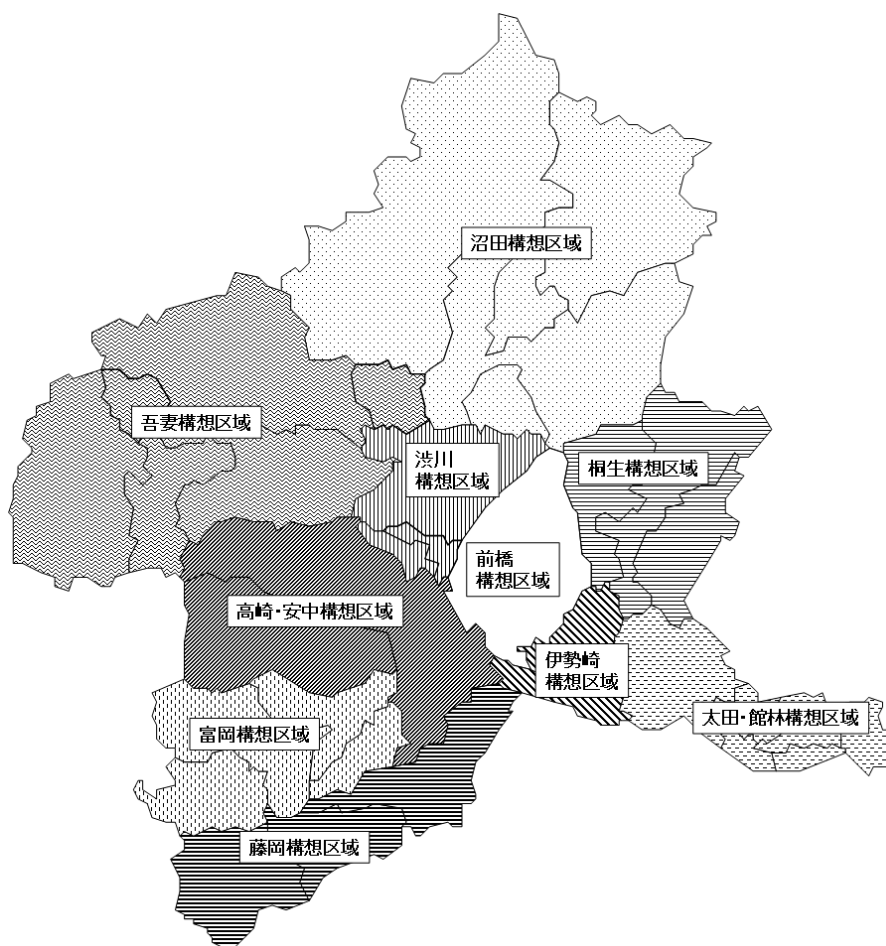 沼田構想区域
吾妻構想区域
渋川
構想区域
桐生構想区域
前橋
構想区域
高崎・安中構想区域
伊勢崎
構想区域
太田・館林構想区域
富岡構想区域
藤岡構想区域